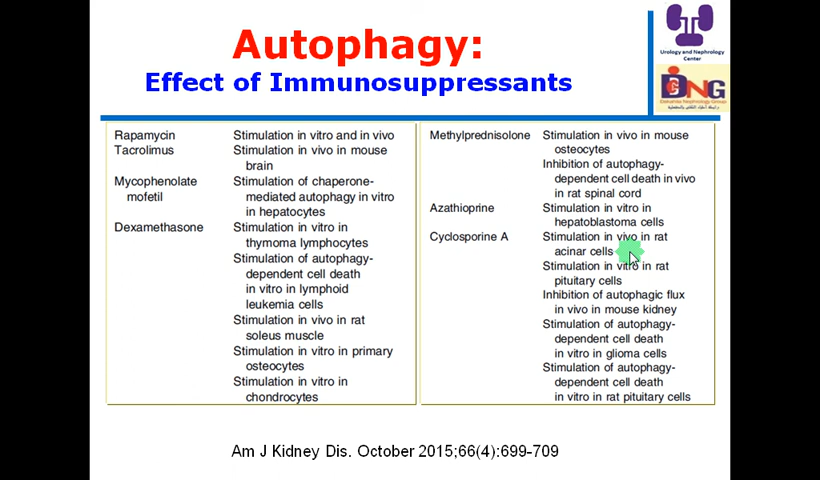 Autophagy:
Effect of Immunosuppressants
Urology and Nephrology
Center
DNG
Damanhour Nephrology Group
Rapamycin Stimulation in vitro and in vivo
Tacrolimus Stimulation in vivo in mouse
brain
Mycophenolate Stimulation of chaperone-
mofetil mediated autophagy in vitro
in hepatocytes
Dexamethasone Stimulation in vitro in
thymoma lymphocytes
Stimulation of autophagy-
dependent cell death
in vitro in lymphoid
leukemia cells
Stimulation in vivo in rat
soleus muscle
Stimulation in vitro in primary
osteocytes
Stimulation in vitro in
chondrocytes
Methylprednisolone Stimulation in vivo in mouse
osteocytes
Inhibition of autophagy-
dependent cell death in vivo
in rat spinal cord
Azathioprine Stimulation in vitro in
hepatoblastoma cells
Cyclosporine A Stimulation in vivo in rat
acinar cells
Stimulation in vitro in rat
pituitary cells
Inhibition of autophagic flux
in vivo in mouse kidney
Stimulation of autophagy-
dependent cell death
in vitro in glioma cells
Stimulation of autophagy-
dependent cell death
in vitro in rat pituitary cells
Am J Kidney Dis. October 2015;66(4):699-709